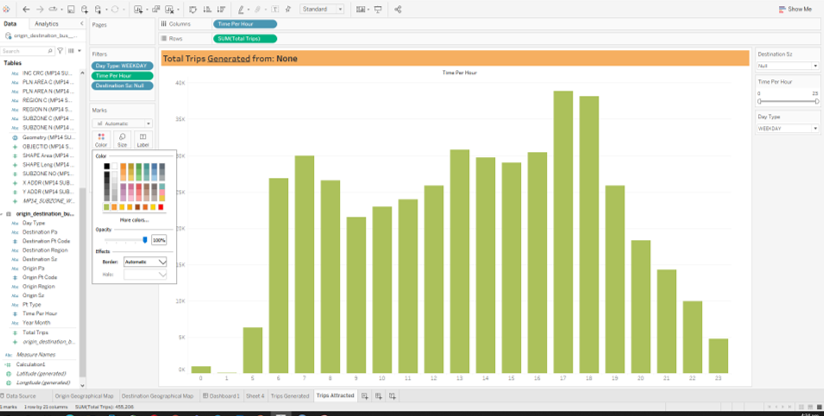 Standard
Show Me
Data
Analytics
Pages
Columns
Time Per Hour
Rows
SUM(Total Trips)
origin_destination_bus_...
Search
Tables
Filters
Day Type: WEEKDAY
Time Per Hour
Destination Sz: Null
Marks
Automatic
Color
Size
Label
INC CRC (MP14 SU...
PLN AREA C (MP14 ...
PLN AREA N (MP14 ...
REGION C (MP14 S...
REGION N (MP14 S...
SUBZONE C (MP14 ...
SUBZONE N (MP14 ...
Geometry (MP14 SU...
OBJECTID (MP14 S...
SHAPE Area (MP14 ...
SHAPE Leng (MP14 ...
SUBZONE NO (MP14 ...
X ADDR (MP14 SUB...
Y ADDR (MP14 SUB...
MP14_SUBZONE_W...
origin_destination_bu...
Day Type
Destination Pa
Destination Pt Code
Destination Region
Destination Sz
Origin Pa
Origin Pt Code
Origin Region
Origin Sz
Pt Type
Time Per Hour
Year Month
Total Trips
origin_destination_b...
Measure Names
Calculation1
Latitude (generated)
Longitude (generated)
Color
More colors...
Opacity
100%
Effects
Border:
Automatic
Halo:
Total Trips Generated from: None
Time Per Hour
40K
35K
30K
25K
20K
15K
10K
5K
0K
0 1 5 6 7 8 9 10 11 12 13 14 15 16 17 18 19 20 21 22 23
Destination Sz
Null
Time Per Hour
0 23
Day Type
WEEKDAY
Data Source
Origin Geographical Map
Destination Geographical Map
Dashboard 1
Sheet 4
Trips Generated
Trips Attracted
marks
1 row by 21 columns